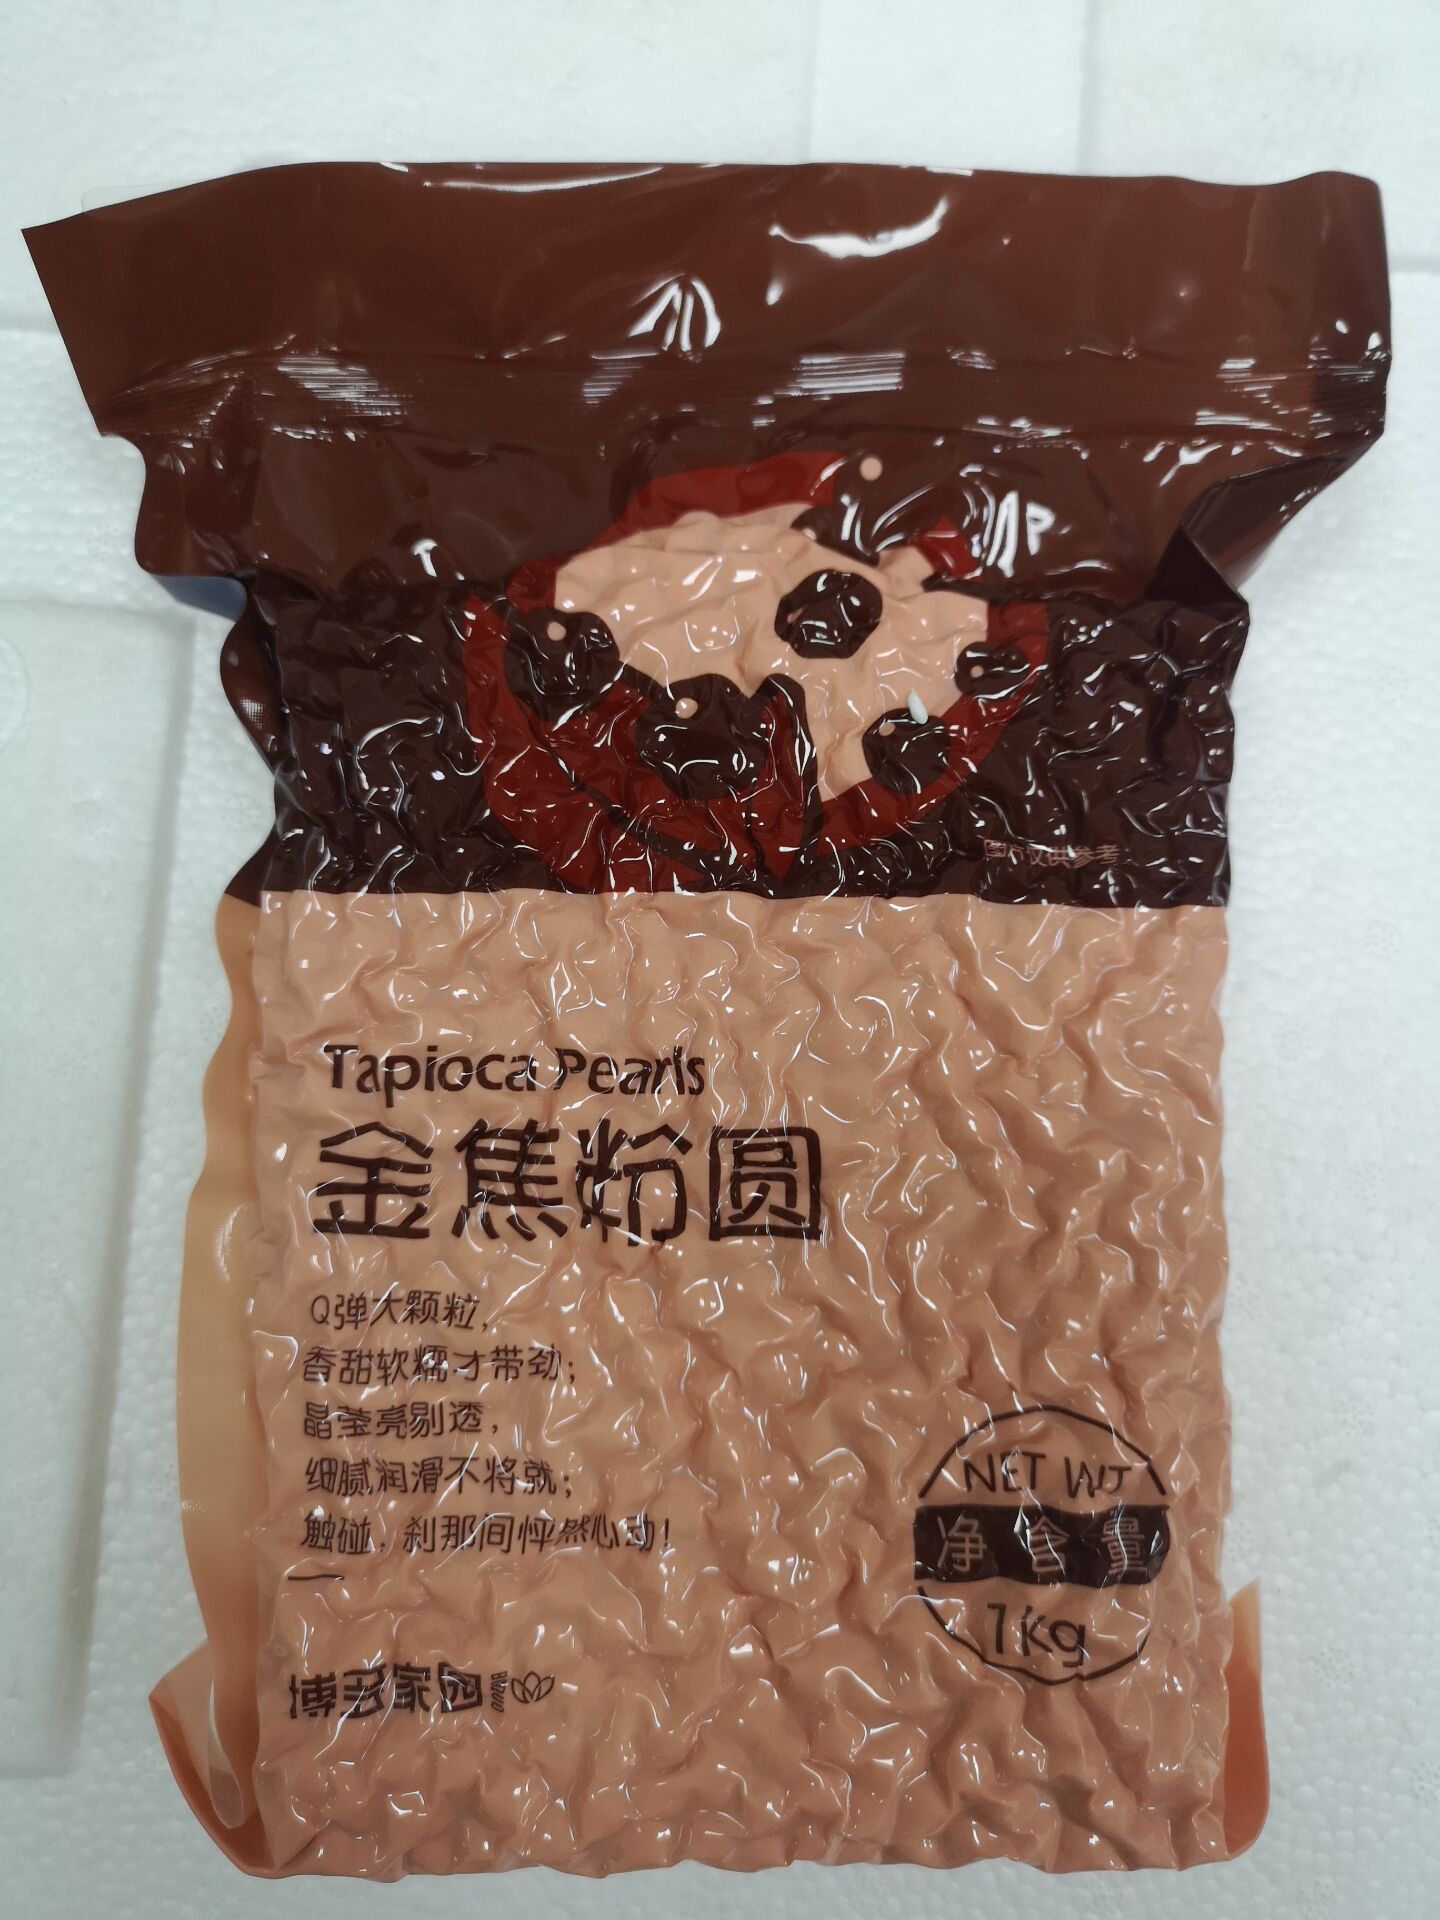 图片仅供参考
Tapioca Pearls
金焦粉圆
Q弹大颗粒，
香甜软糯才带劲；
晶莹亮剔透，
细腻润滑不将就；
触碰，刹那间怦然心动！
NET WT
净含量
1kg
博多家园